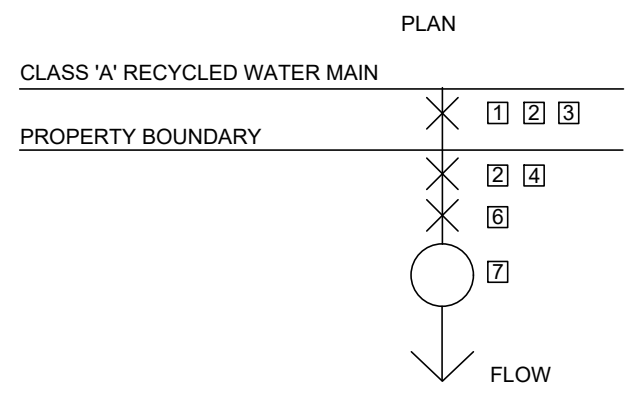 PLAN
CLASS 'A' RECYCLED WATER MAIN
1 2 3
PROPERTY BOUNDARY
2 4
6
7
FLOW